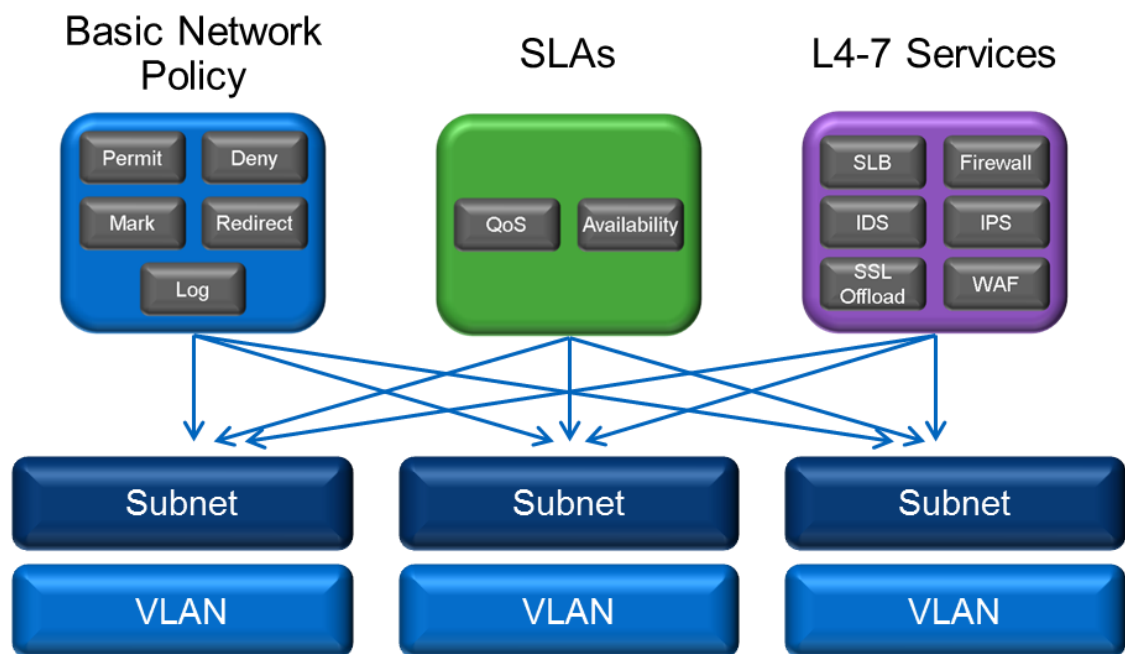 Basic Network
Policy
SLAs
L4-7 Services
Permit
Deny
Mark
Redirect
Log
QoS
Availability
SLB
Firewall
IDS
IPS
SSL
Offload
WAF
Subnet
Subnet
Subnet
VLAN
VLAN
VLAN